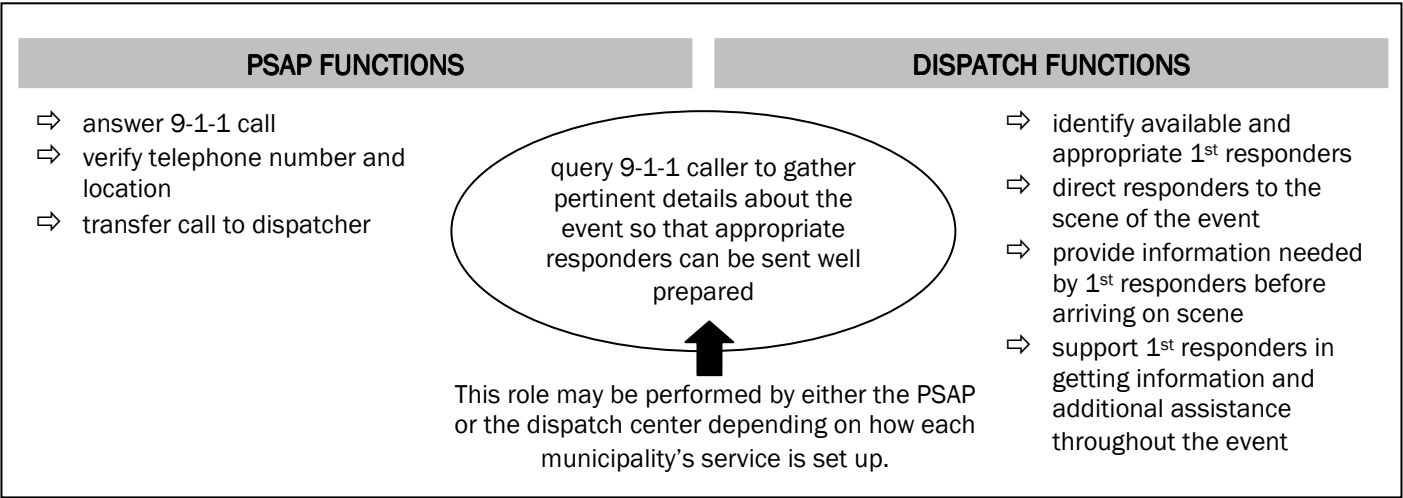 PSAP FUNCTIONS
⇨ answer 9-1-1 call
⇨ verify telephone number and
location
⇨ transfer call to dispatcher
query 9-1-1 caller to gather
pertinent details about the
event so that appropriate
responders can be sent well
prepared
This role may be performed by either the PSAP
or the dispatch center depending on how each
municipality’s service is set up.
DISPATCH FUNCTIONS
⇨ identify available and
appropriate 1st responders
⇨ direct responders to the
scene of the event
⇨ provide information needed
by 1st responders before
arriving on scene
⇨ support 1st responders in
getting information and
additional assistance
throughout the event